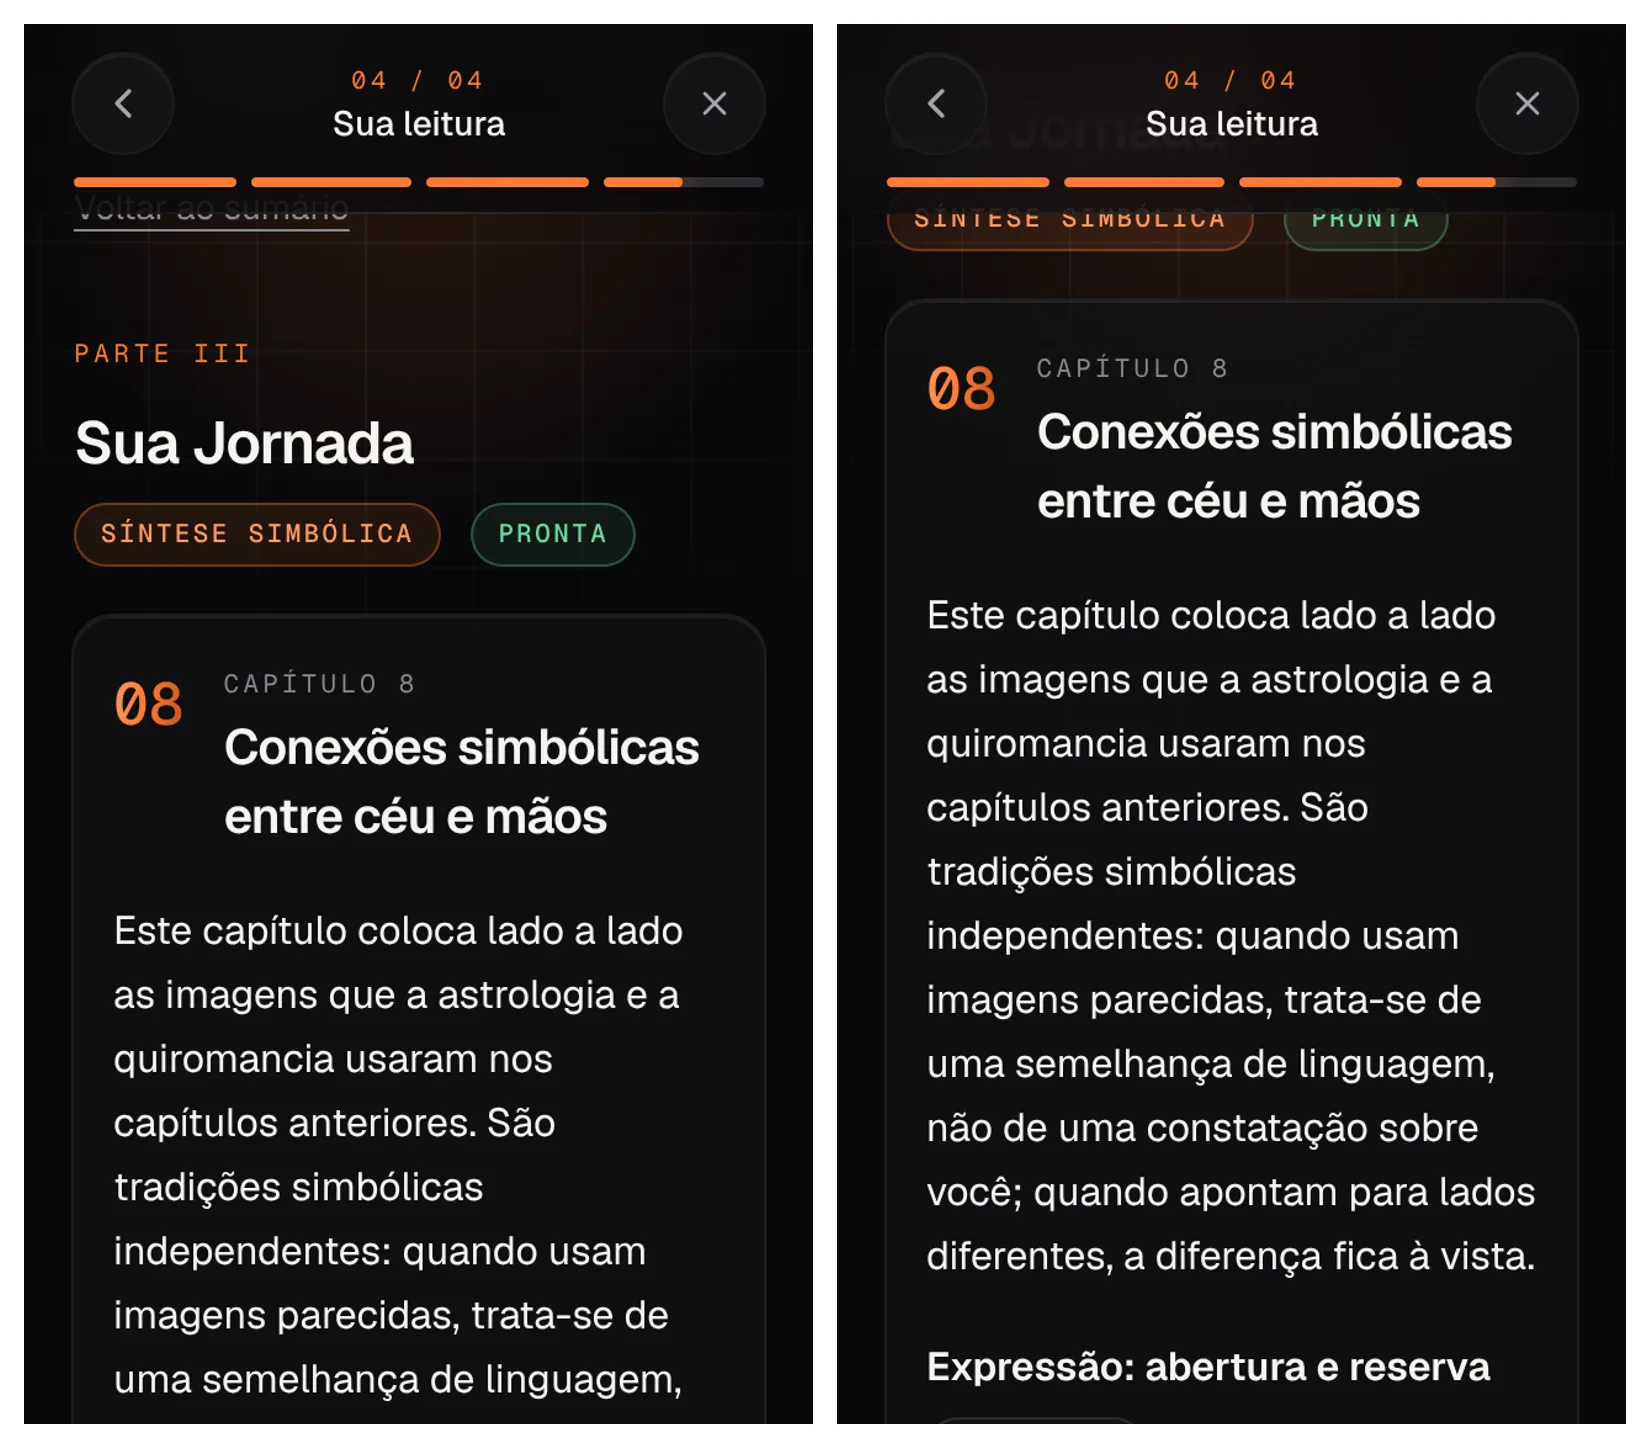 04 / 04
Sua leitura
Voltar ao sumário
PARTE III
Sua Jornada
SÍNTESE SIMBÓLICA
PRONTA
08
CAPÍTULO 8
Conexões simbólicas
entre céu e mãos
Este capítulo coloca lado a lado
as imagens que a astrologia e a
quiromancia usaram nos
capítulos anteriores. São
tradições simbólicas
independentes: quando usam
imagens parecidas, trata-se de
uma semelhança de linguagem,
04 / 04
Sua leitura
Jornada
SÍNTESE SIMBÓLICA
PRONTA
08
CAPÍTULO 8
Conexões simbólicas
entre céu e mãos
Este capítulo coloca lado a lado
as imagens que a astrologia e a
quiromancia usaram nos
capítulos anteriores. São
tradições simbólicas
independentes: quando usam
imagens parecidas, trata-se de
uma semelhança de linguagem,
não de uma constatação sobre
você; quando apontam para lados
diferentes, a diferença fica à vista.
Expressão: abertura e reserva